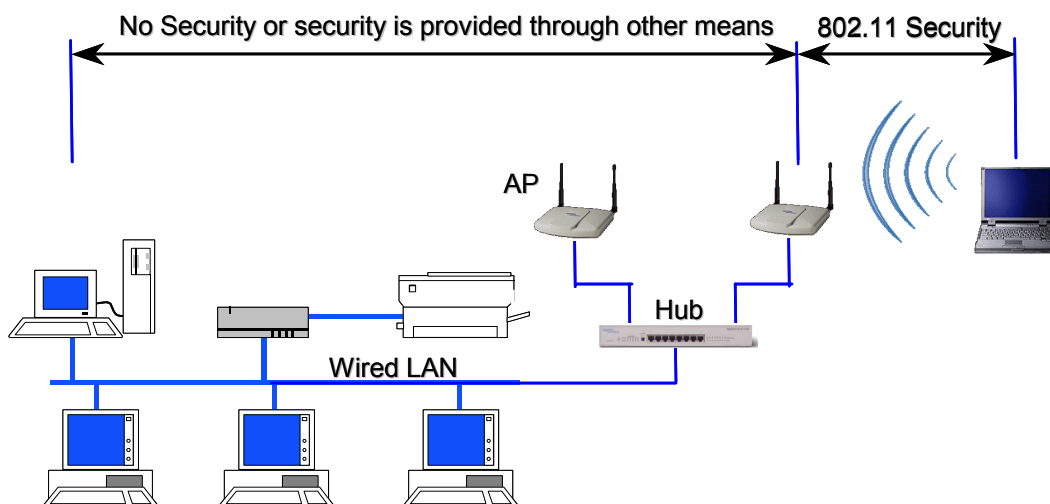 No Security or security is provided through other means
802.11 Security
AP
Hub
Wired LAN